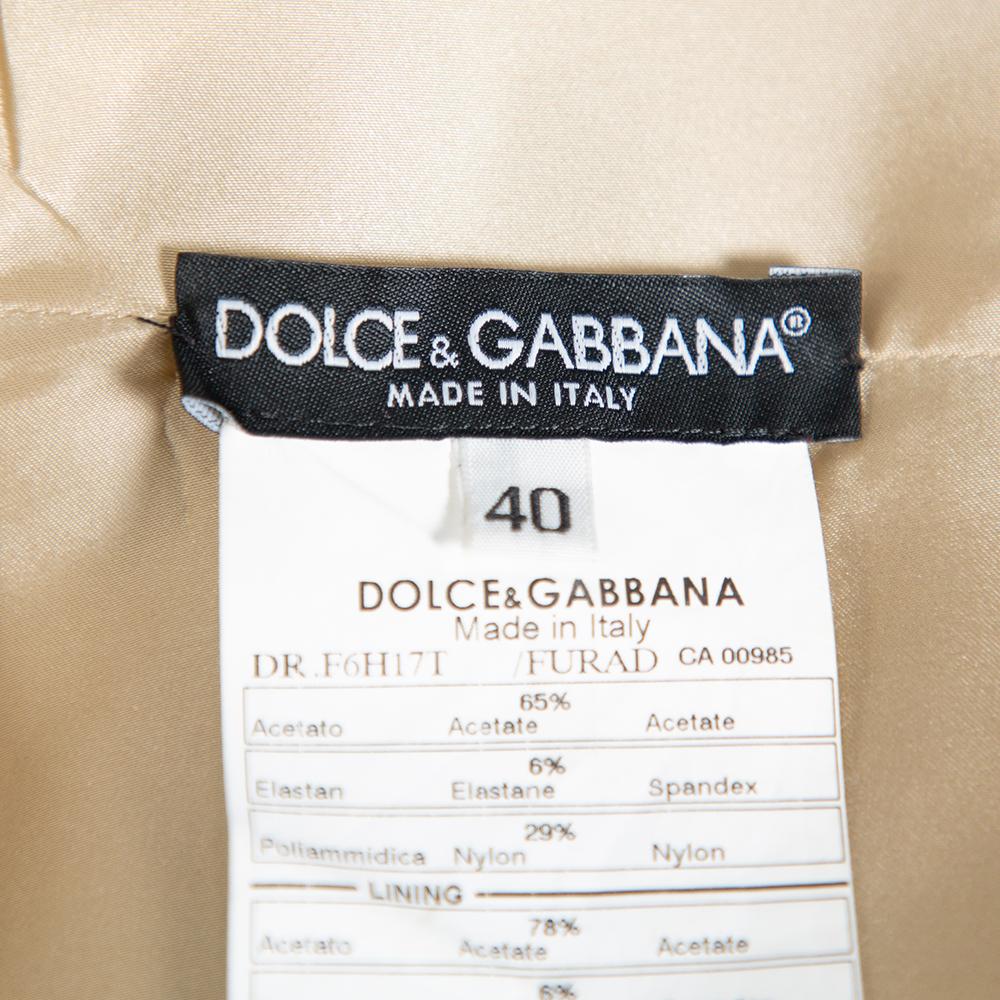 DOLCE & GABBANA®
MADE IN ITALY
40
DOLCE&GABBANA
Made in Italy
DR.F6H17T /FURAD CA 00985
65%
Acetato Acetate Acetate
6%
Elastan Elastane Spandex
29%
Poliammidica Nylon Nylon
LINING
78%
Acetato Acetate Acetate
6%